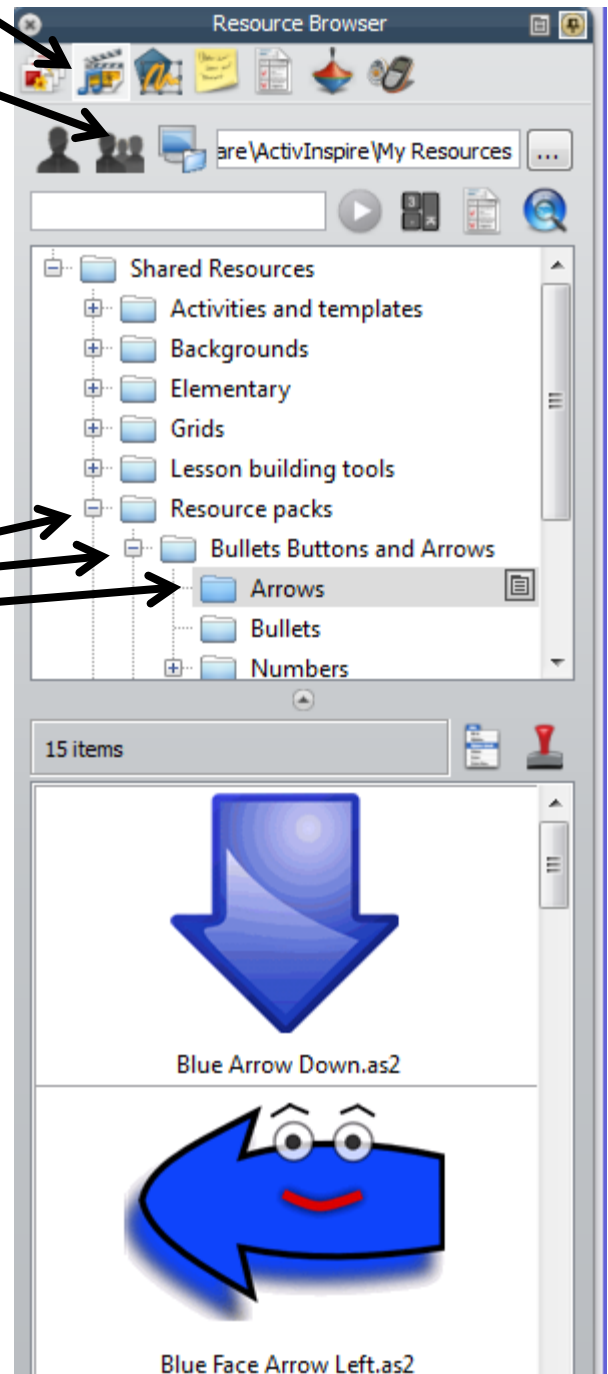 Resource Browser
are\ActivInspire\My Resources ...
Shared Resources
Activities and templates
Backgrounds
Elementary
Grids
Lesson building tools
Resource packs
Bullets Buttons and Arrows
Arrows
Bullets
Numbers
15 items
Blue Arrow Down.as2
Blue Face Arrow Left.as2